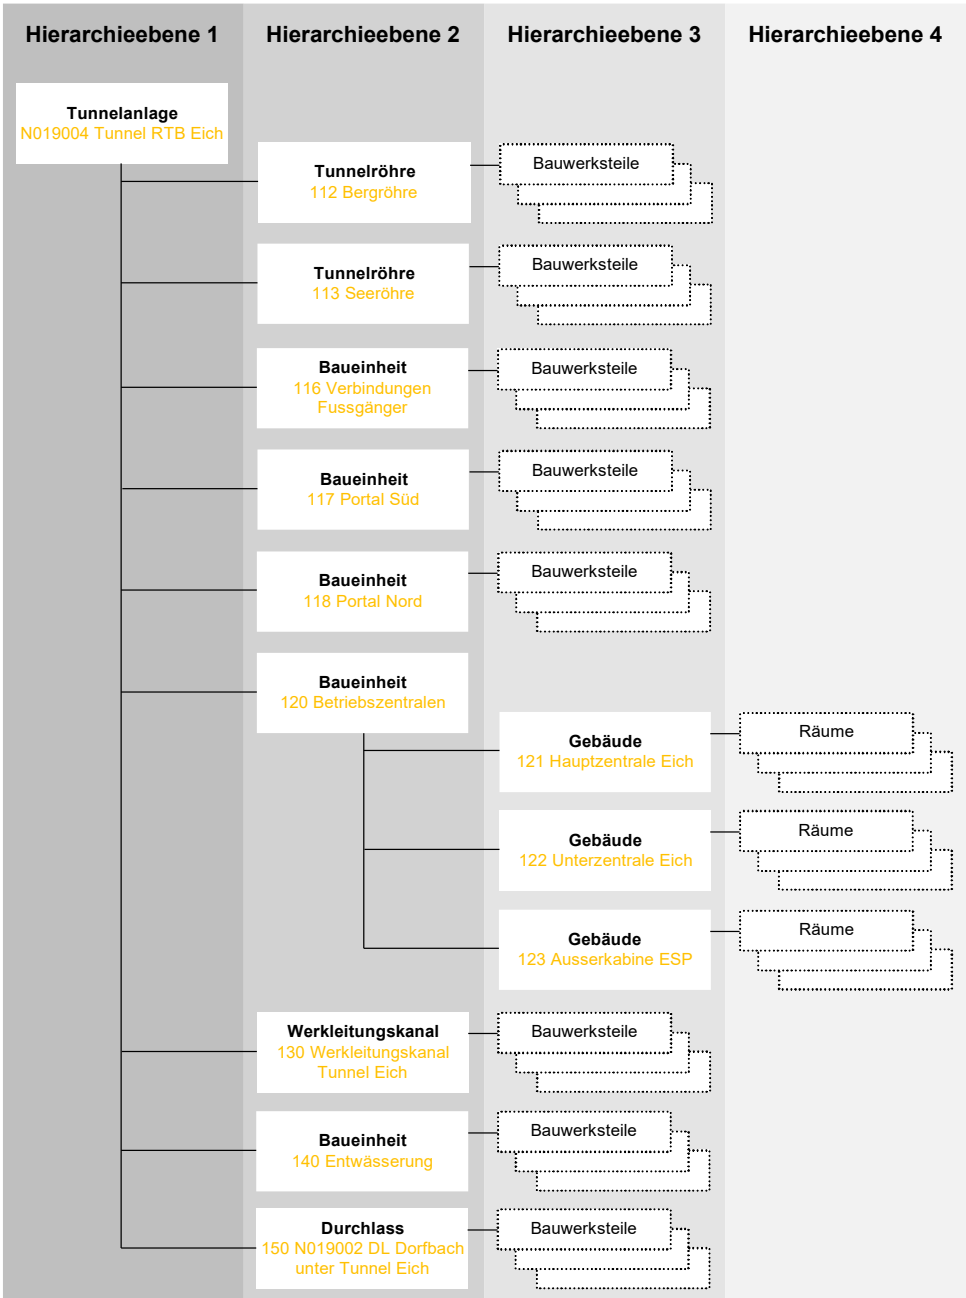 Hierarchieebene 1
Hierarchieebene 2
Hierarchieebene 3
Hierarchieebene 4
Tunnelanlage
N019004 Tunnel RTB Eich
Tunnelröhre
112 Bergröhre
Bauwerksteile
Tunnelröhre
113 Seeröhre
Bauwerksteile
Baueinheit
116 Verbindungen
Fussgänger
Bauwerksteile
Baueinheit
117 Portal Süd
Bauwerksteile
Baueinheit
118 Portal Nord
Bauwerksteile
Baueinheit
120 Betriebszentralen
Gebäude
121 Hauptzentrale Eich
Räume
Gebäude
122 Unterzentrale Eich
Räume
Gebäude
123 Ausserkabine ESP
Räume
Werkleitungskanal
130 Werkleitungskanal
Tunnel Eich
Bauwerksteile
Baueinheit
140 Entwässerung
Bauwerksteile
Durchlass
150 N019002 DL Dorfbach
unter Tunnel Eich
Bauwerksteile